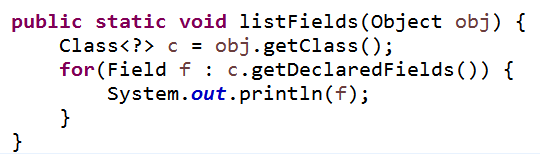 public static void listFields(Object obj) {
    Class<?> c = obj.getClass();
    for(Field f : c.getDeclaredFields()) {
        System.out.println(f);
    }
}